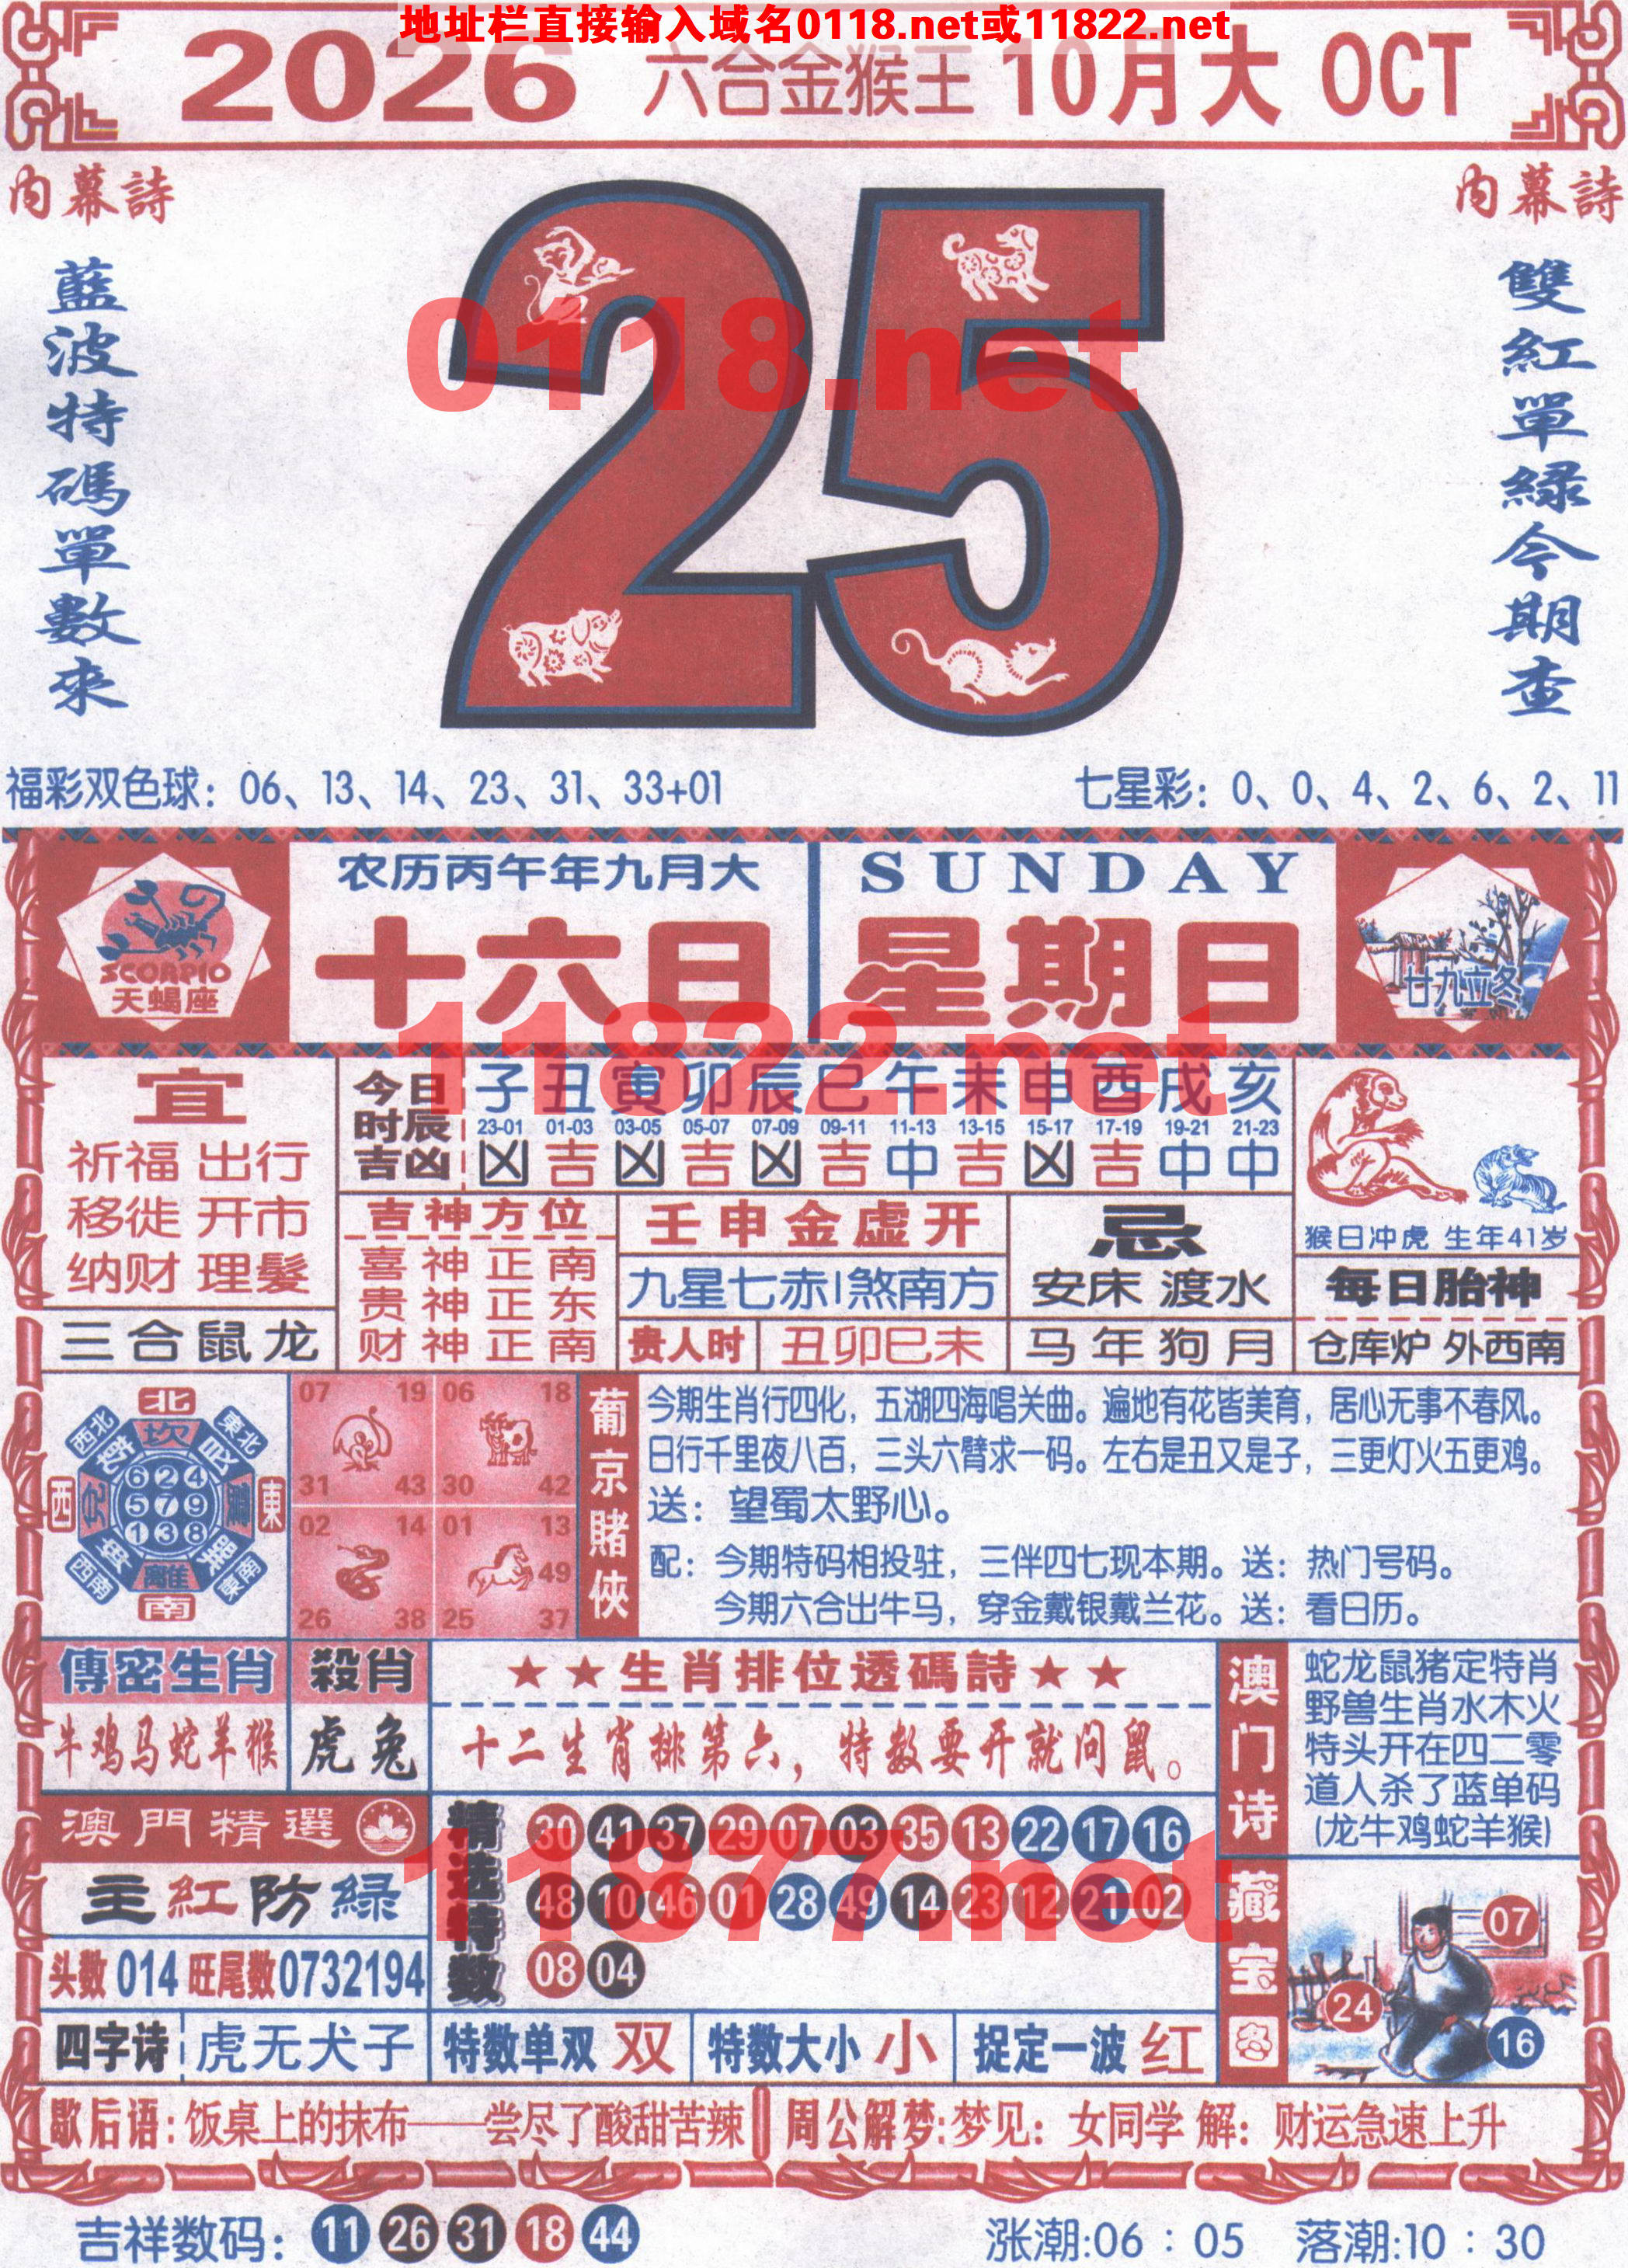 地址栏直接输入域名0118.net或11822.net
2026 六合金猴王 10月大 OCT
内幕詩
藍波特碼單數來
内幕詩
雙紅單緑今期查
25
0118.net
福彩双色球：06、13、14、23、31、33+01
七星彩：0、0、4、2、6、2、11
SCORPIO
天蝎座
农历丙午年九月大
十六日
SUNDAY
星期日
廿九立冬
11822.net
宜
祈福 出行
移徙 开市
纳财 理髮
三合鼠龙
今日时辰吉凶
子 丑 寅 卯 辰 巳 午 未 申 酉 戌 亥
23-01 01-03 03-05 05-07 07-09 09-11 11-13 13-15 15-17 17-19 19-21 21-23
凶 吉 凶 吉 凶 吉 中 吉 凶 吉 中 中
吉神方位
喜神正南
贵神正东
财神正南
壬申金虚开
九星七赤|煞南方
贵人时 丑卯巳未
忌
安床 渡水
马年狗月
猴日冲虎 生年41岁
每日胎神
仓库炉 外西南
北
西北 坎 東北
西 東
624
579
138
西南 離 東南
南
07 19 06 18
31 43 30 42
02 14 01 13
49
26 38 25 37
葡京賭俠
今期生肖行四化，五湖四海唱关曲。遍地有花皆美育，居心无事不春风。
日行千里夜八百，三头六臂求一码。左右是丑又是子，三更灯火五更鸡。
送：望蜀太野心。
配：今期特码相投驻，三伴四七现本期。送：热门号码。
今期六合出牛马，穿金戴银戴兰花。送：看日历。
傳密生肖
牛鸡马蛇羊猴
殺肖
虎兔
★★生肖排位透碼詩★★
十二生肖排第六，特数要开就问鼠。
澳门诗
蛇龙鼠猪定特肖
野兽生肖水木火
特头开在四二零
道人杀了蓝单码
(龙牛鸡蛇羊猴)
澳門精選
主紅防緑
头数 014 旺尾数0732194
精选特数
30 41 37 29 07 03 35 13 22 17 16
48 10 46 01 28 49 14 23 12 21 02
08 04
11877.net
藏宝图
07
24
16
四字诗 虎无犬子
特数单双 双
特数大小 小
捉定一波 红
歇后语：饭桌上的抹布——尝尽了酸甜苦辣
周公解梦：梦见：女同学 解：财运急速上升
吉祥数码：11 26 31 18 44
涨潮:06：05 落潮:10：30